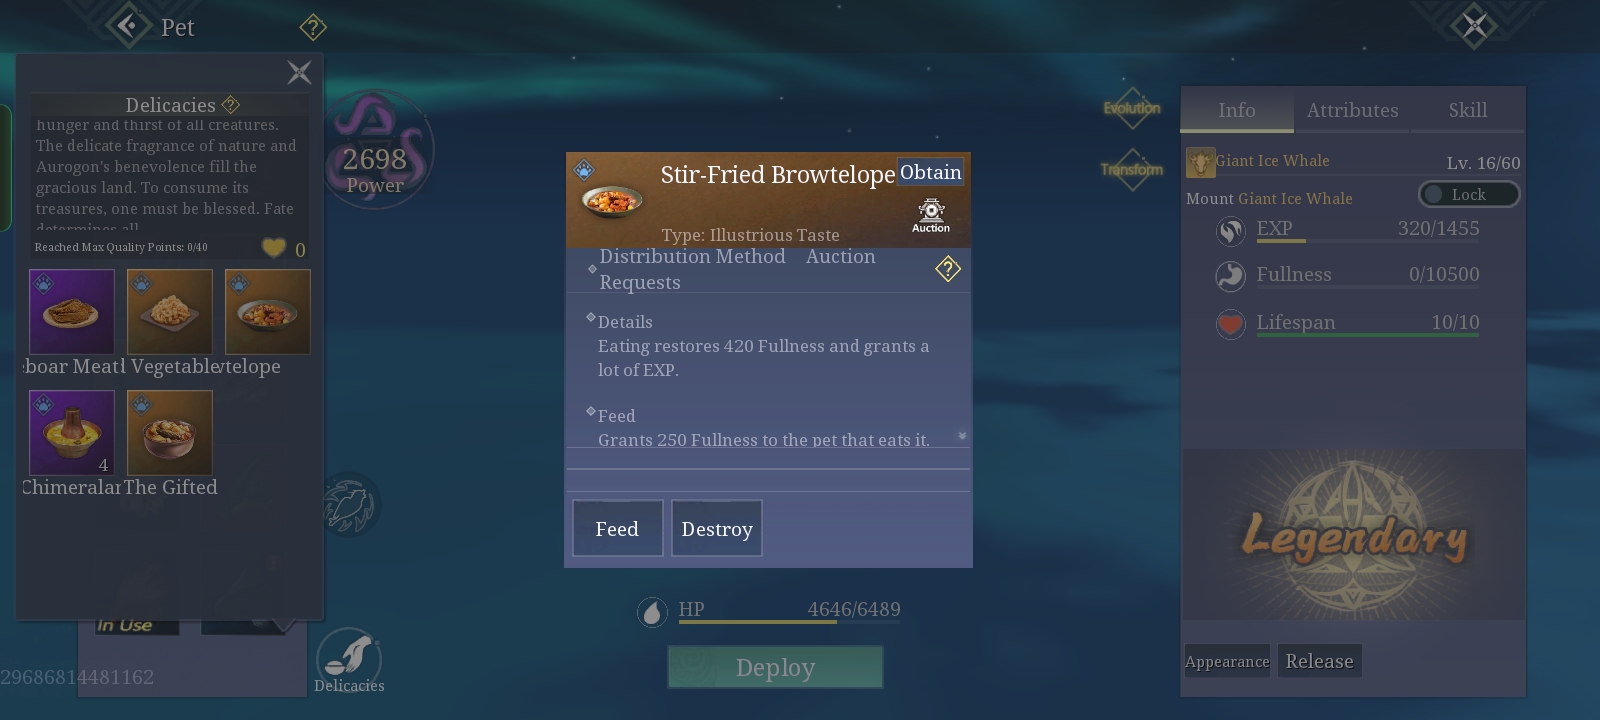 Pet
?
Delicacies ?
hunger and thirst of all creatures.
The delicate fragrance of nature and
Aurogon's benevolence fill the
gracious land. To consume its
treasures, one must be blessed. Fate
determines all
Reached Max Quality Points: 0/40
0
boar Meat
Vegetable
telope
4
Chimeralar
The Gifted
In Use
29686814481162
2698
Power
Delicacies
Stir-Fried Browtelope
Obtain
Auction
Type: Illustrious Taste
Distribution Method Auction
Requests
?
Details
Eating restores 420 Fullness and grants a
lot of EXP.
Feed
Grants 250 Fullness to the pet that eats it.
Feed
Destroy
HP 4646/6489
Deploy
Evolution
Transform
Info
Attributes
Skill
Giant Ice Whale
Lv. 16/60
Mount Giant Ice Whale
Lock
EXP 320/1455
Fullness 0/10500
Lifespan 10/10
Legendary
Appearance
Release